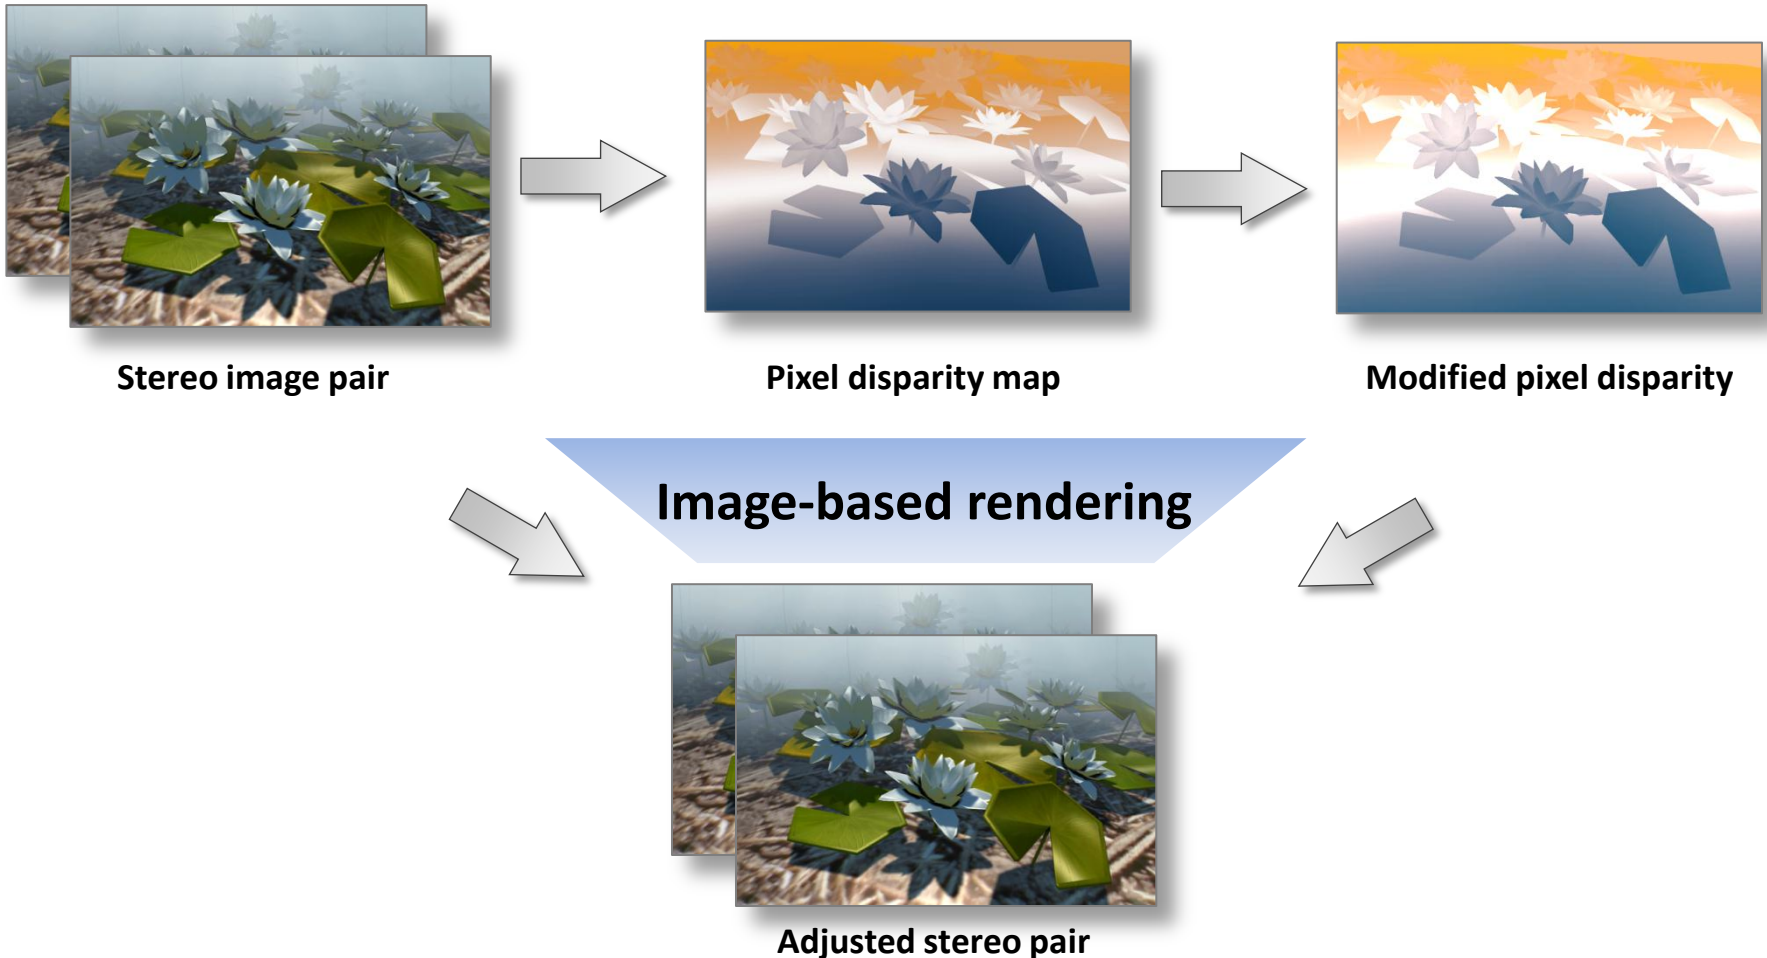 Stereo image pair
Pixel disparity map
Modified pixel disparity
Image-based rendering
Adjusted stereo pair